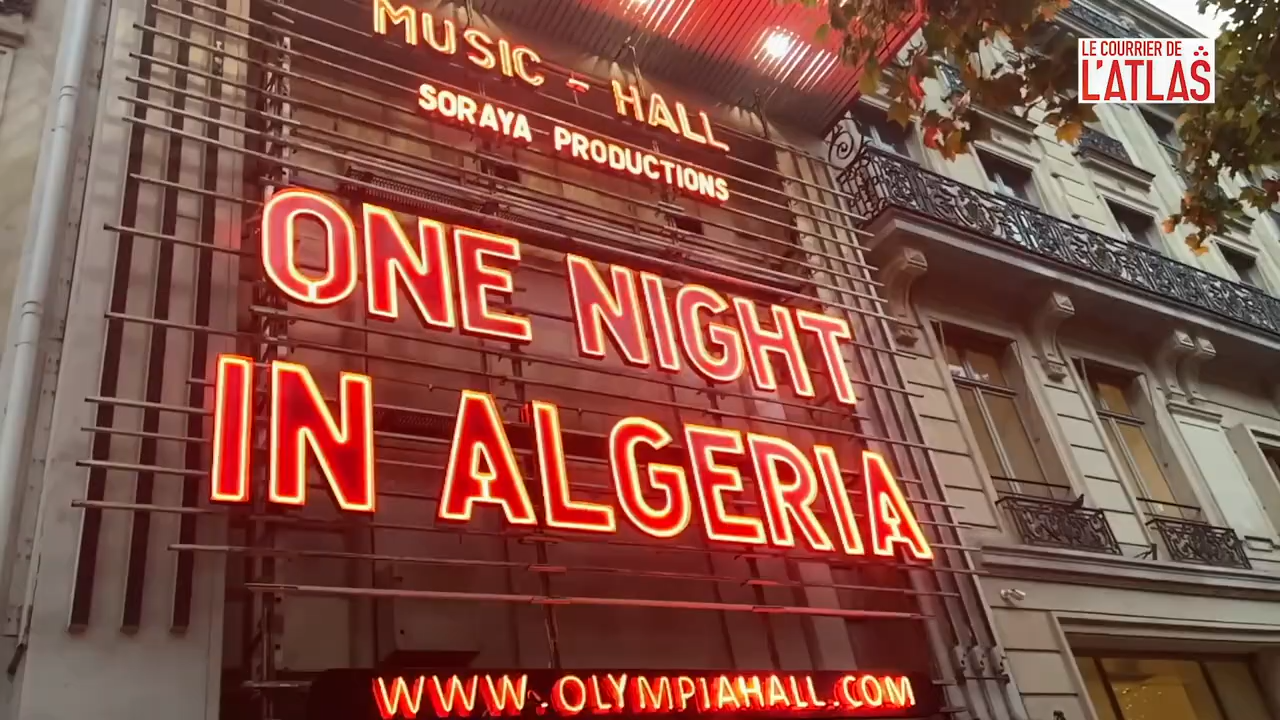 MUSIC - HALL
SORAYA PRODUCTIONS
ONE NIGHT
IN ALGERIA
WWW.OLYMPIAHALL.COM
LE COURRIER DE
L'ATLAS